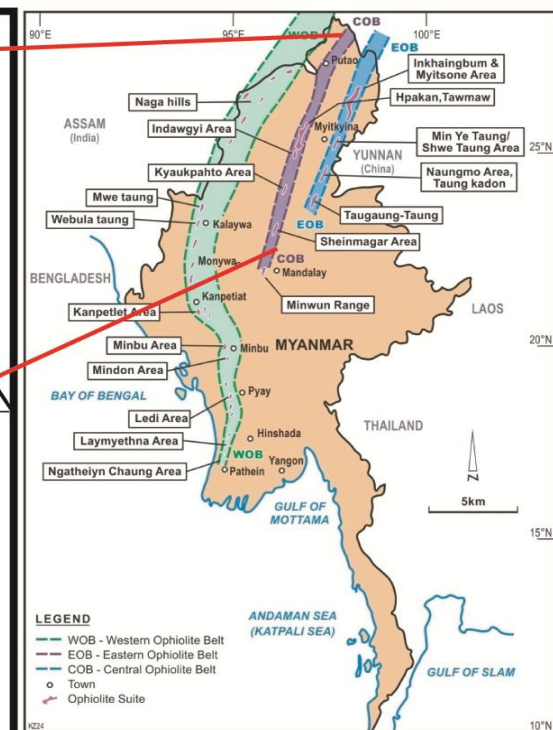 90°E
95°E
COB
100°E
WOB
EOB
Putao
Inkhaingbum &
Myitsone Area
Naga hills
Hpakan,Tawmaw
ASSAM
(India)
Indawgyi Area
Myitkyina
Min Ye Taung/
Shwe Taung Area
YUNNAN
(China)
25°N
Kyaukpahto Area
Naungmo Area,
Taung kadon
Mwe taung
Webula taung
Kalaywa
Taugaung-Taung
EOB
Sheinmagar Area
Monywa
COB
Mandalay
BENGLADESH
Kanpetiat
Minwun Range
LAOS
Kanpetlet Area
Minbu Area
Minbu
MYANMAR
20°N
Mindon Area
BAY OF BENGAL
Pyay
Ledi Area
THAILAND
Laymyethna Area
Hinshada
WOB
Yangon
Ngatheiyn Chaung Area
Pathein
N
5km
GULF OF
MOTTAMA
15°N
ANDAMAN SEA
(KATPALI SEA)
LEGEND
WOB - Western Ophiolite Belt
EOB - Eastern Ophiolite Belt
COB - Central Ophiolite Belt
Town
Ophiolite Suite
GULF OF SLAM
KZ24
10°N